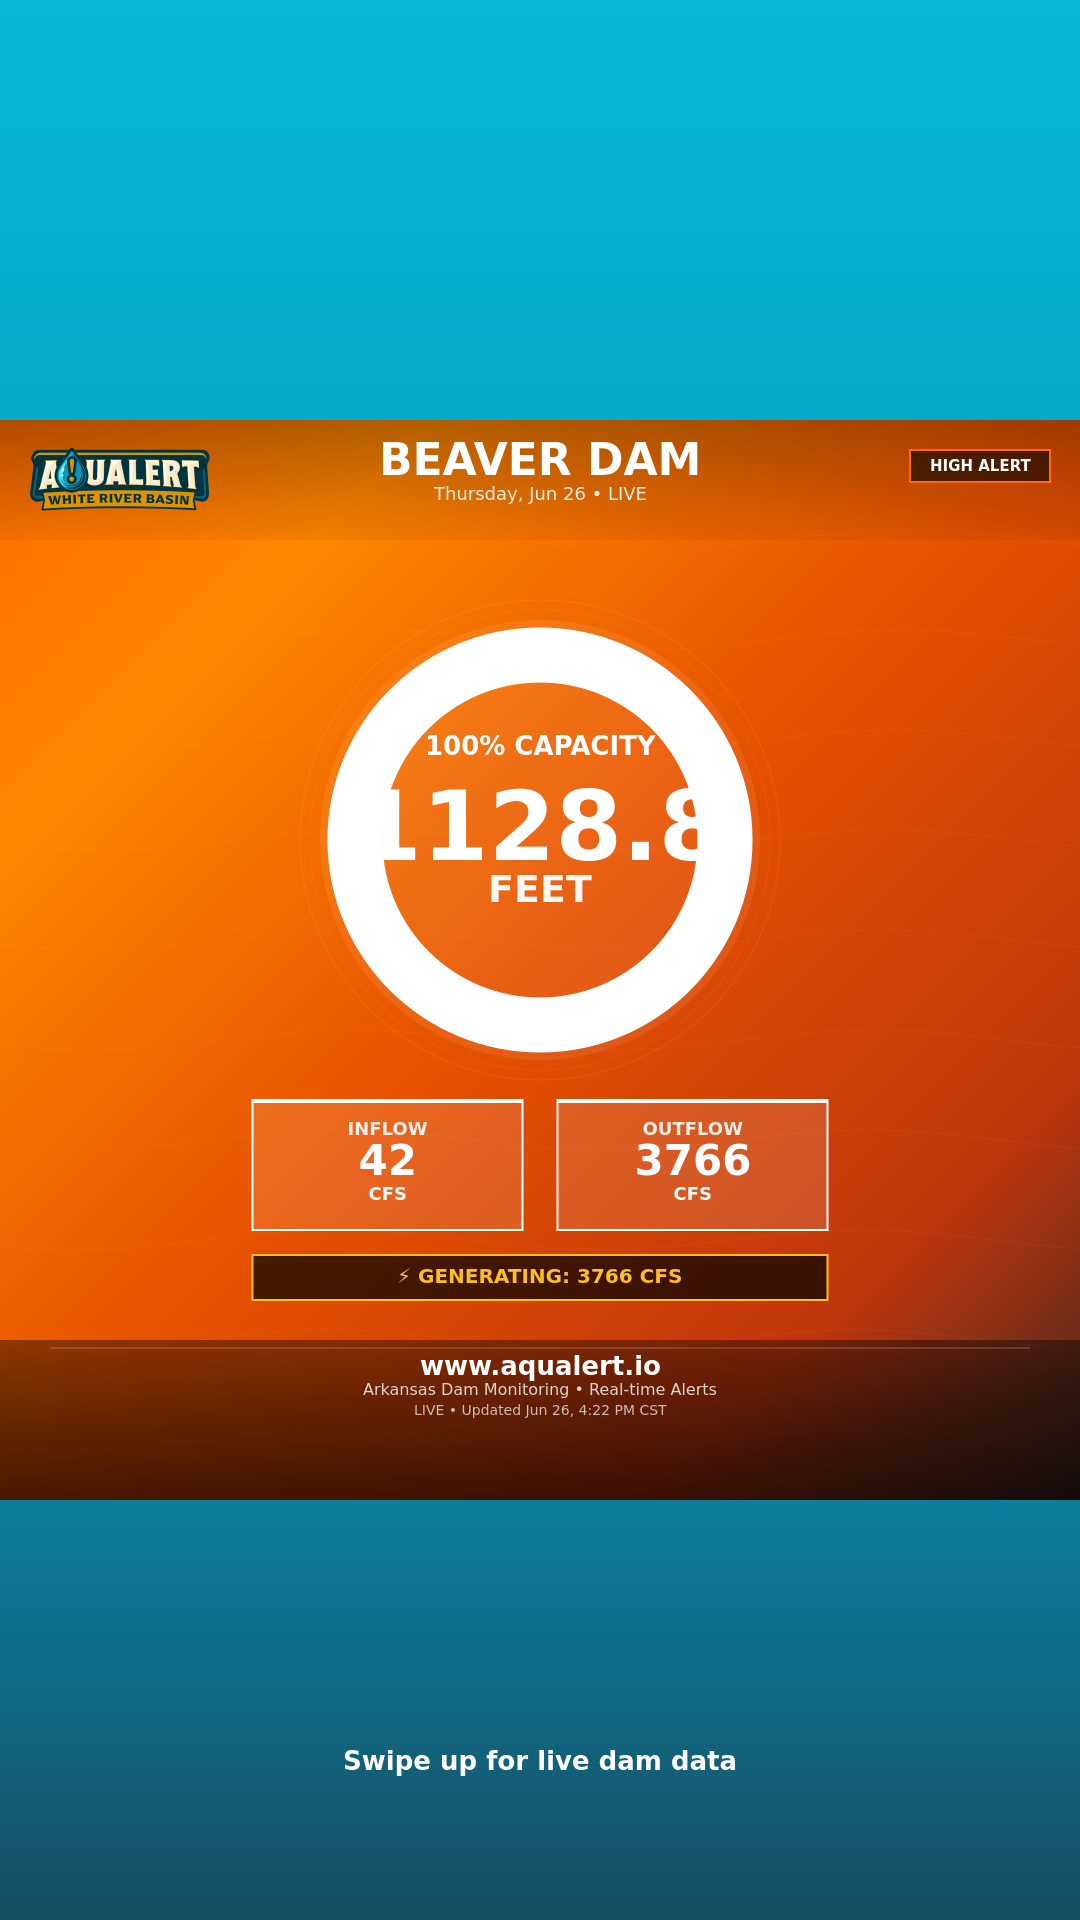 AQUALERT
WHITE RIVER BASIN
BEAVER DAM
Thursday, Jun 26 • LIVE
HIGH ALERT
100% CAPACITY
1128.8
FEET
INFLOW
42
CFS
OUTFLOW
3766
CFS
⚡ GENERATING: 3766 CFS
www.aqualert.io
Arkansas Dam Monitoring • Real-time Alerts
LIVE • Updated Jun 26, 4:22 PM CST
Swipe up for live dam data